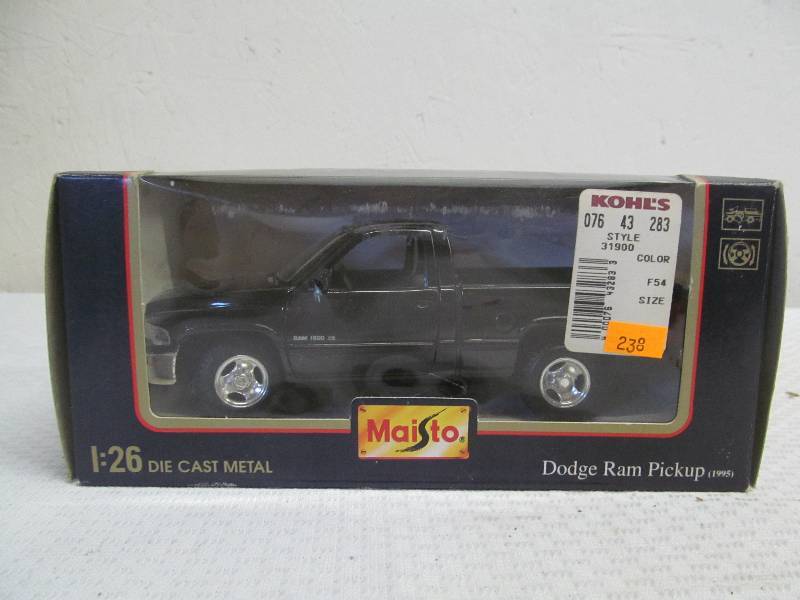 KOHL'S
076 43 283
STYLE
31900
COLOR
F54
SIZE
238
RAM 1500
Maisto®
1:26 DIE CAST METAL
Dodge Ram Pickup (1995)